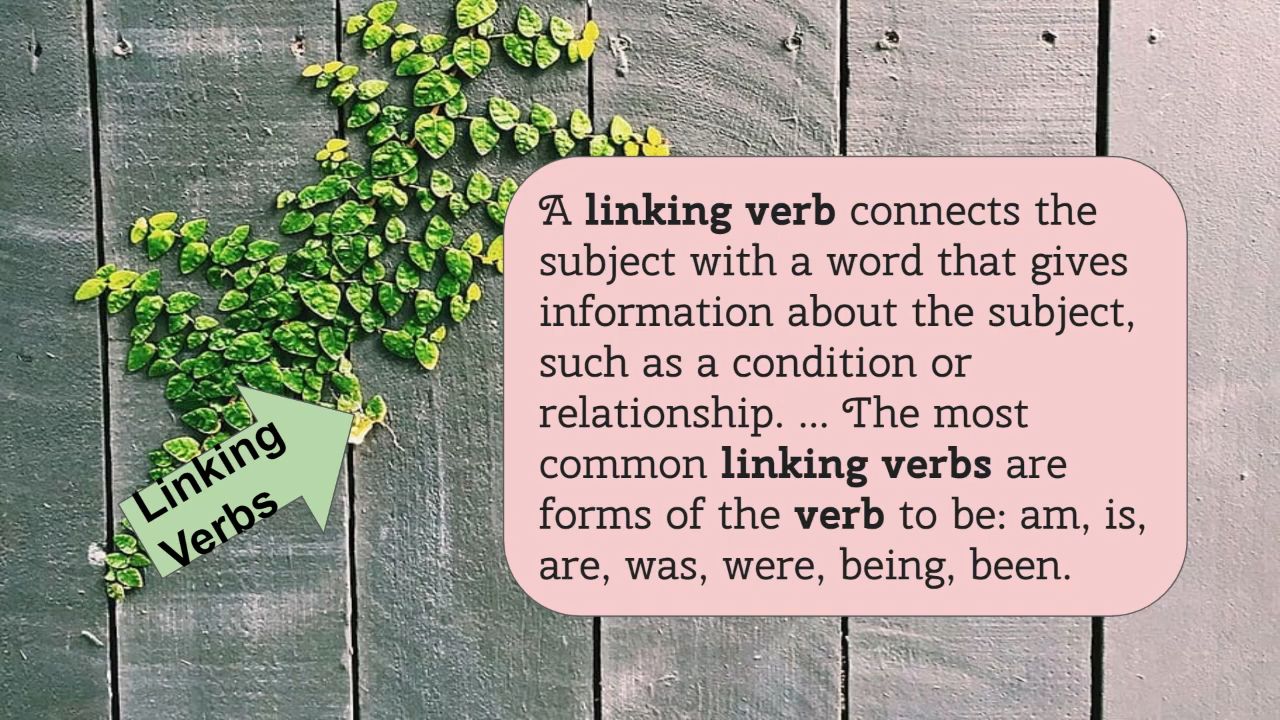 A linking verb connects the
subject with a word that gives
information about the subject,
such as a condition or
relationship. ... The most
common linking verbs are
forms of the verb to be: am, is,
are, was, were, being, been.
Linking
Verbs